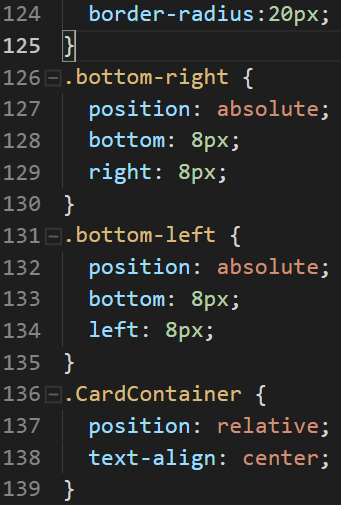 124 border-radius:20px;
125 }
126 .bottom-right {
127 position: absolute;
128 bottom: 8px;
129 right: 8px;
130 }
131 .bottom-left {
132 position: absolute;
133 bottom: 8px;
134 left: 8px;
135 }
136 .CardContainer {
137 position: relative;
138 text-align: center;
139 }